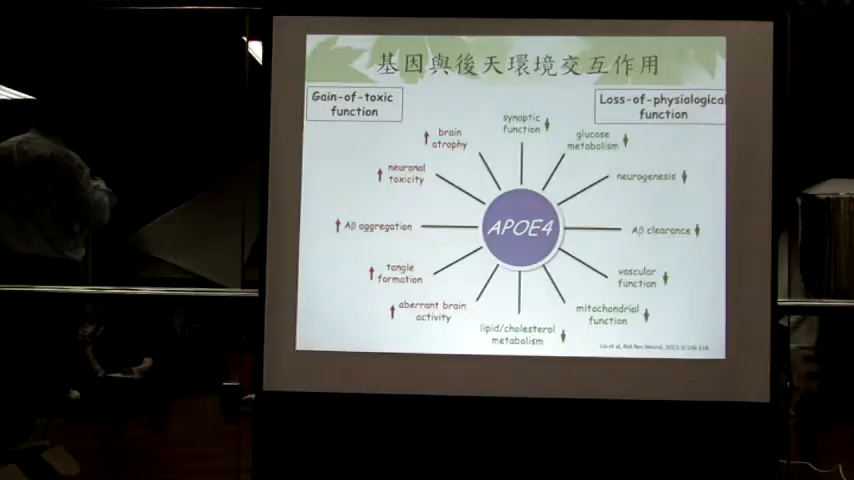 基因與後天環境交互作用
Gain-of-toxic
function
Loss-of-physiological
function
synaptic
function
brain
atrophy
glucose
metabolism
neuronal
toxicity
neurogenesis
APOE4
Aβ aggregation
Aβ clearance
tangle
formation
vascular
function
aberrant brain
activity
mitochondrial
function
lipid/cholesterol
metabolism